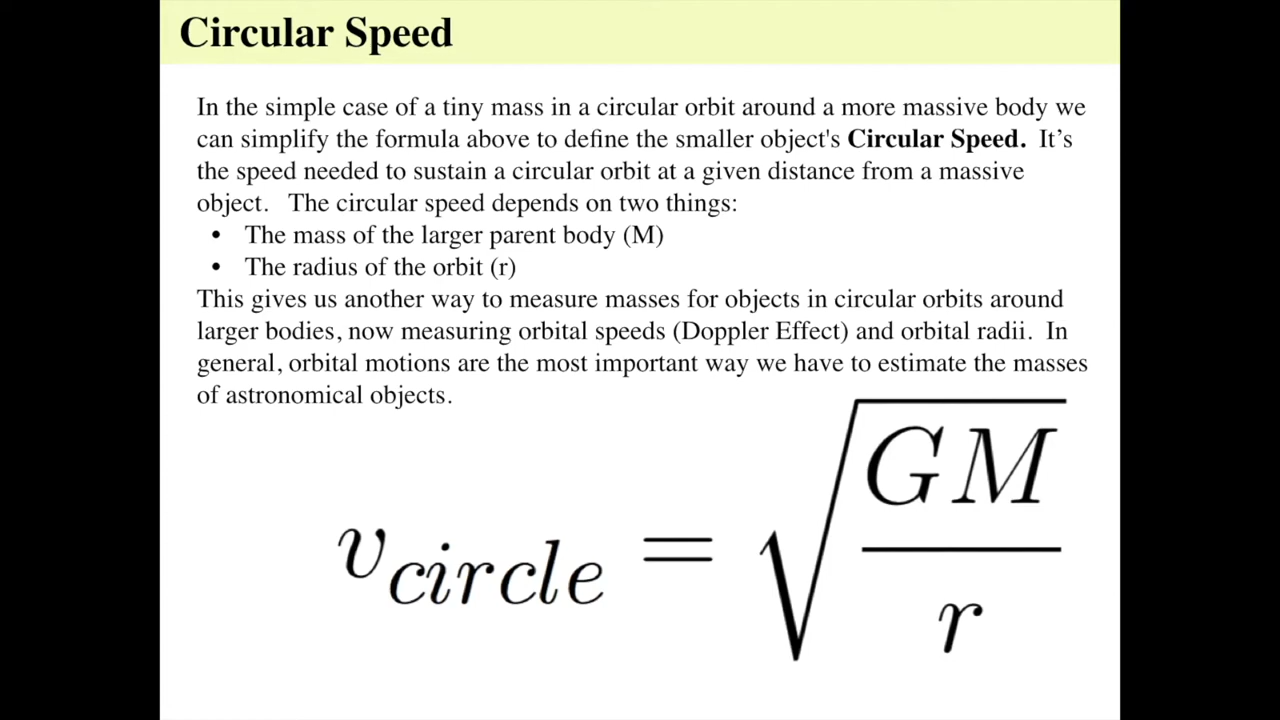 Circular Speed
In the simple case of a tiny mass in a circular orbit around a more massive body we
can simplify the formula above to define the smaller object's Circular Speed.  It’s
the speed needed to sustain a circular orbit at a given distance from a massive
object.   The circular speed depends on two things:
• The mass of the larger parent body (M)
• The radius of the orbit (r)
This gives us another way to measure masses for objects in circular orbits around
larger bodies, now measuring orbital speeds (Doppler Effect) and orbital radii.  In
general, orbital motions are the most important way we have to estimate the masses
of astronomical objects.
v_{circle} = \sqrt{\frac{GM}{r}}